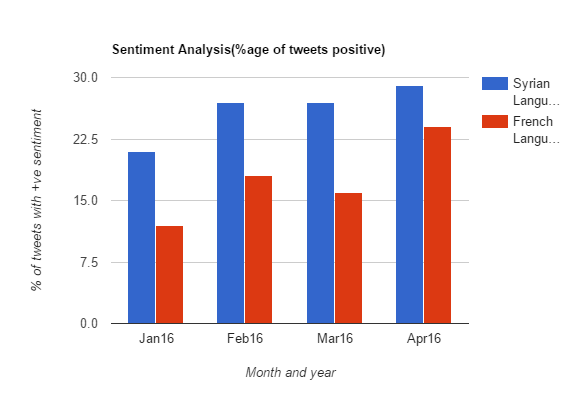 Sentiment Analysis(%age of tweets positive)
30.0
22.5
15.0
7.5
0.0
% of tweets with +ve sentiment
Jan16 Feb16 Mar16 Apr16
Month and year
Syrian
Langu…
French
Langu…